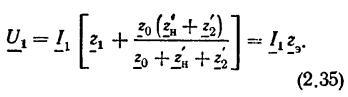 U̲₁ = I̲₁ [ z̲₁ + z̲₀ (z̲′н + z̲′₂) / (z̲₀ + z̲′н + z̲′₂) ] = I̲₁ z̲э.
(2.35)